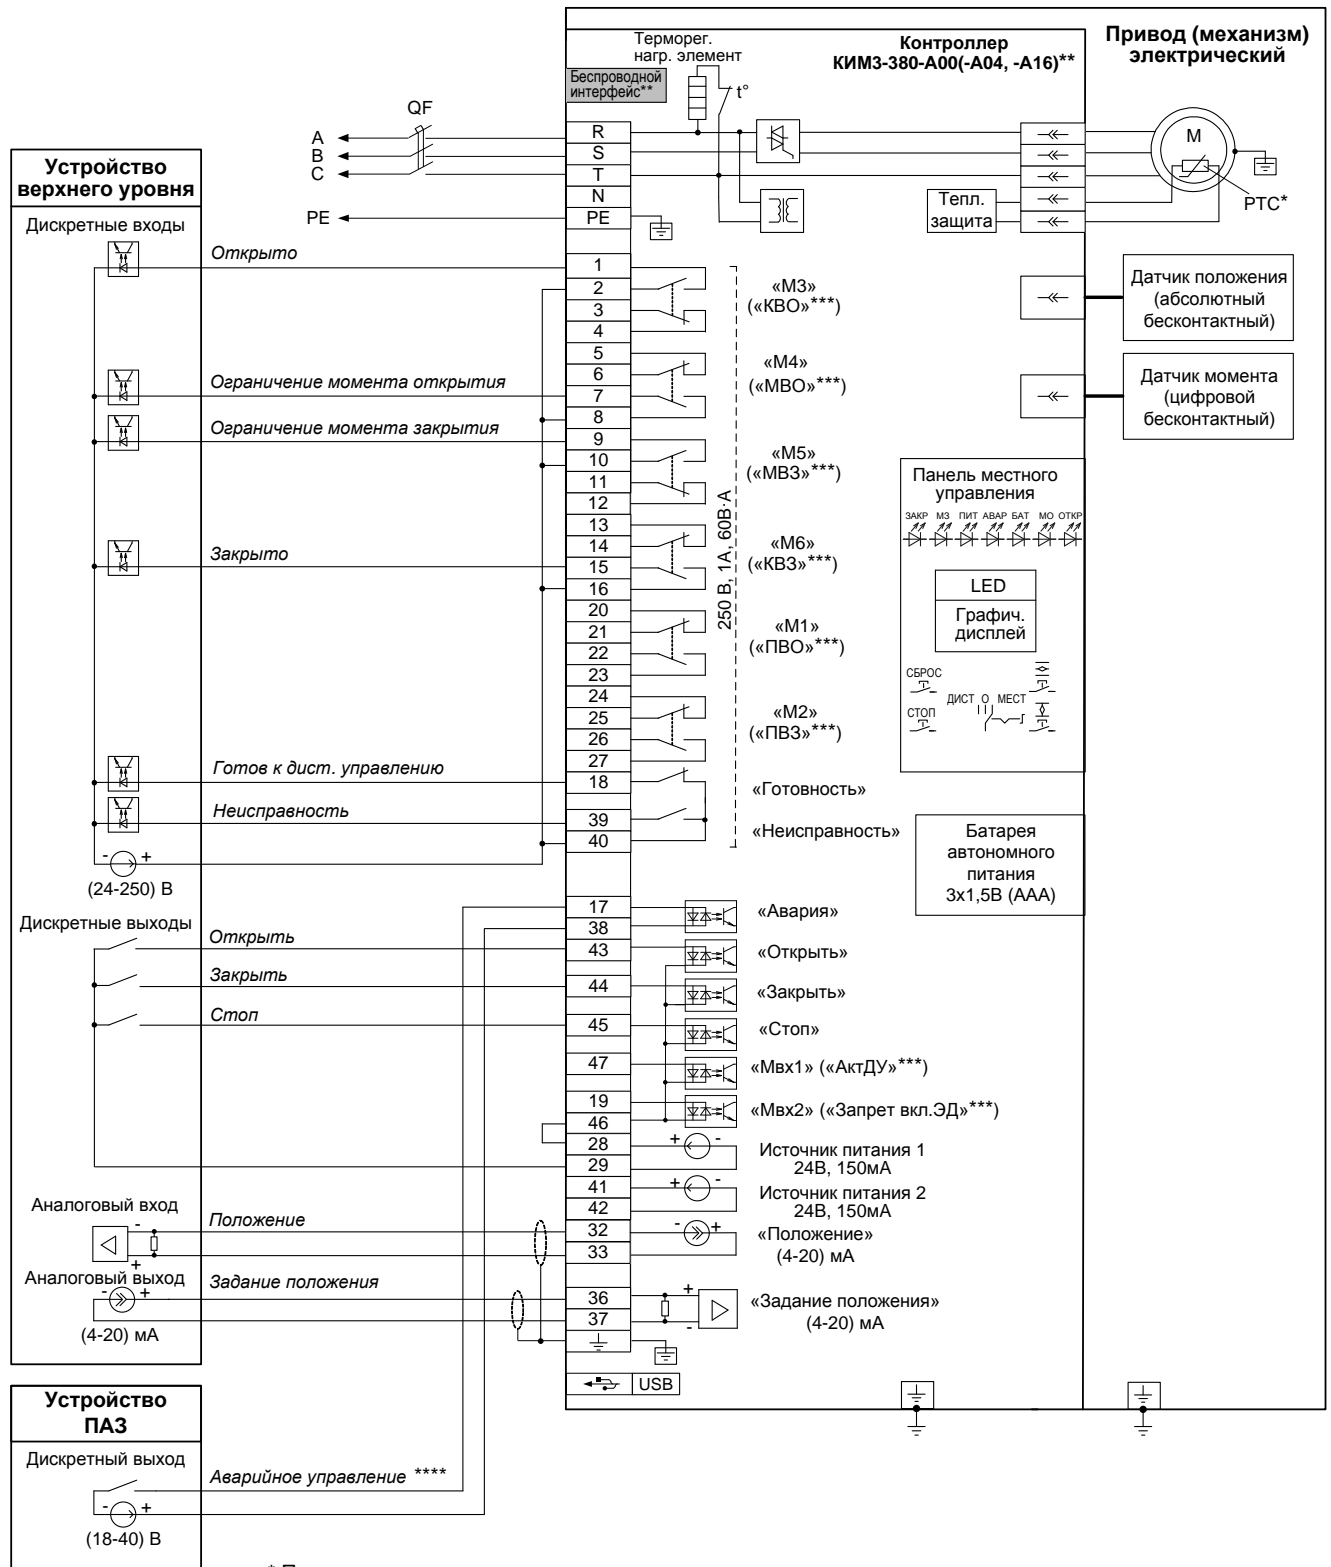 Привод (механизм)
электрический
Контроллер
КИМ3-380-А00(-А04, -А16)**
Терморег.
нагр. элемент
Беспроводной
интерфейс**
t°
QF
A
B
C
PE
R
S
T
N
PE
M
PTC*
Тепл.
защита
Устройство
верхнего уровня
Дискретные входы
Открыто
Ограничение момента открытия
Ограничение момента закрытия
Закрыто
Готов к дист. управлению
Неисправность
- +
(24-250) В
1
2
3
4
5
6
7
8
9
10
11
12
13
14
15
16
20
21
22
23
24
25
26
27
18
39
40
«М3»
(«КВО»***)
«М4»
(«МВО»***)
«М5»
(«МВЗ»***)
«М6»
(«КВЗ»***)
«М1»
(«ПВО»***)
«М2»
(«ПВЗ»***)
«Готовность»
«Неисправность»
250 В, 1А, 60В·А
Датчик положения
(абсолютный
бесконтактный)
Датчик момента
(цифровой
бесконтактный)
Панель местного
управления
ЗАКР МЗ ПИТ АВАР БАТ МО ОТКР
LED
Графич.
дисплей
СБРОС
СТОП
ДИСТ О МЕСТ
Батарея
автономного
питания
3х1,5В (ААА)
Дискретные выходы
Открыть
Закрыть
Стоп
17
38
43
44
45
47
19
46
28
29
41
42
32
33
36
37
«Авария»
«Открыть»
«Закрыть»
«Стоп»
«Мвх1» («АктДУ»***)
«Мвх2» («Запрет вкл.ЭД»***)
+ -
Источник питания 1
24В, 150мА
+ -
Источник питания 2
24В, 150мА
- +
«Положение»
(4-20) мА
+
-
«Задание положения»
(4-20) мА
Аналоговый вход
-
+
Положение
Аналоговый выход
- +
(4-20) мА
Задание положения
USB
Устройство
ПАЗ
Дискретный выход
- +
(18-40) В
Аварийное управление ****